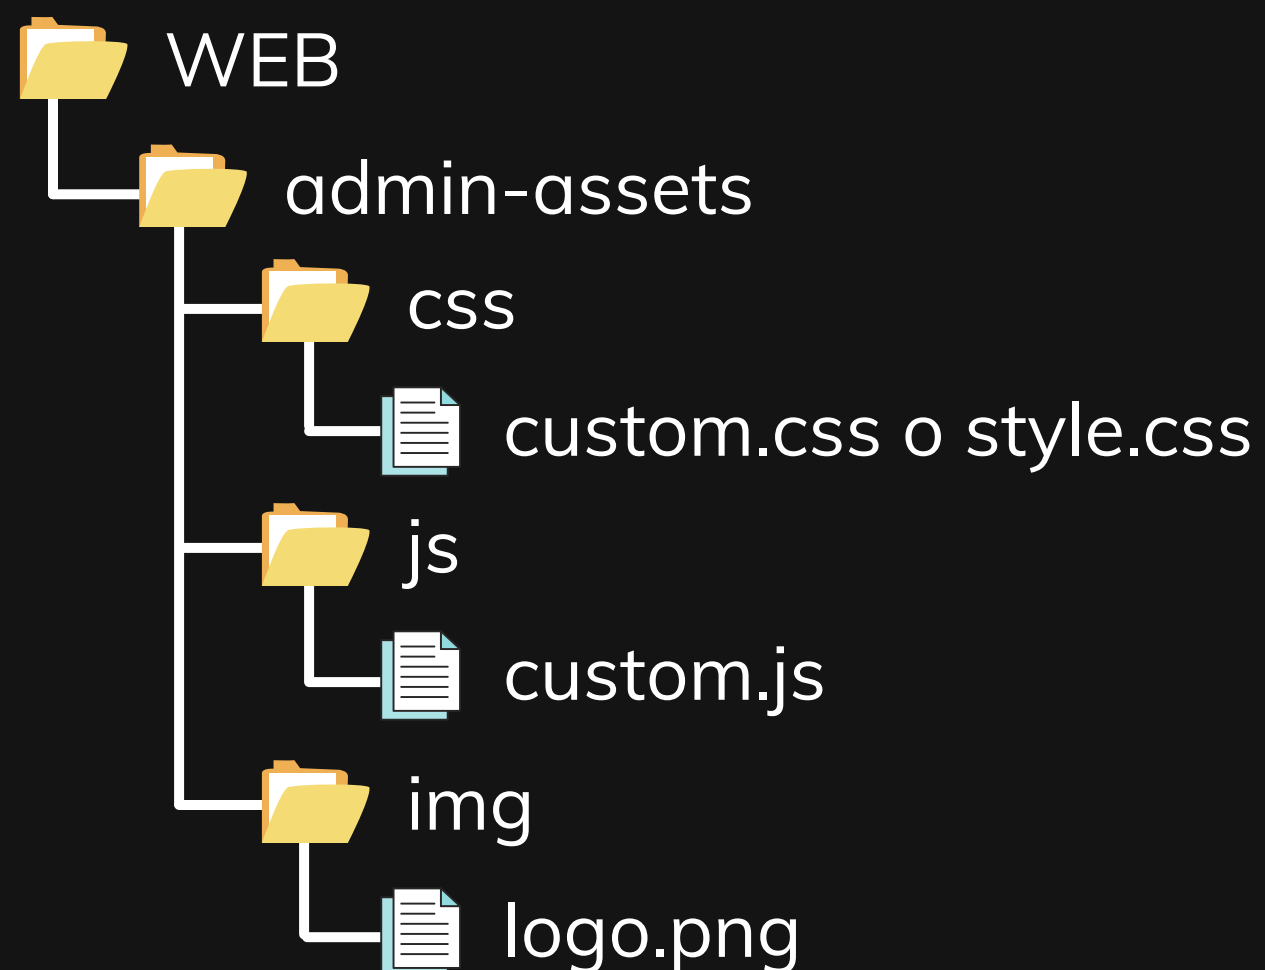 WEB
admin-assets
css
custom.css o style.css
js
custom.js
img
logo.png